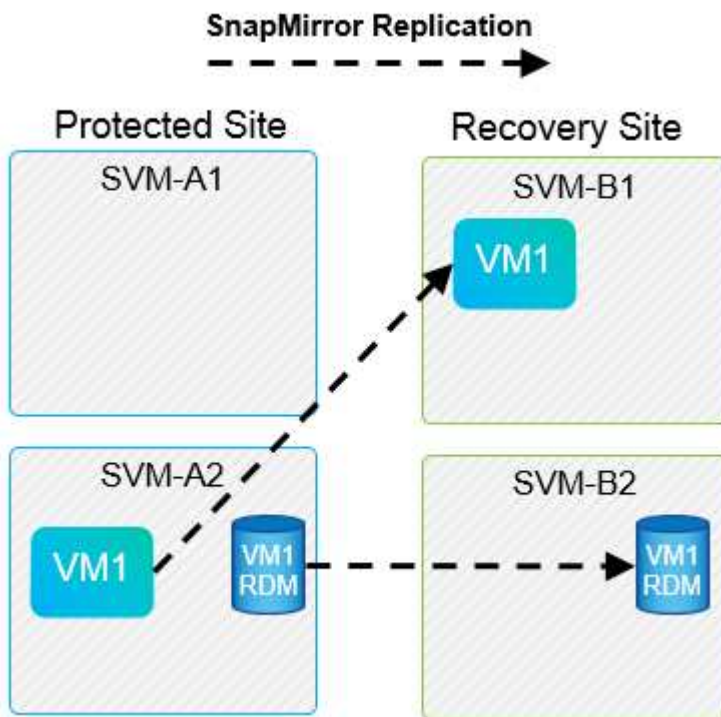 SnapMirror Replication
Protected Site
Recovery Site
SVM-A1
SVM-B1
VM1
SVM-A2
SVM-B2
VM1
VM1
RDM
VM1
RDM